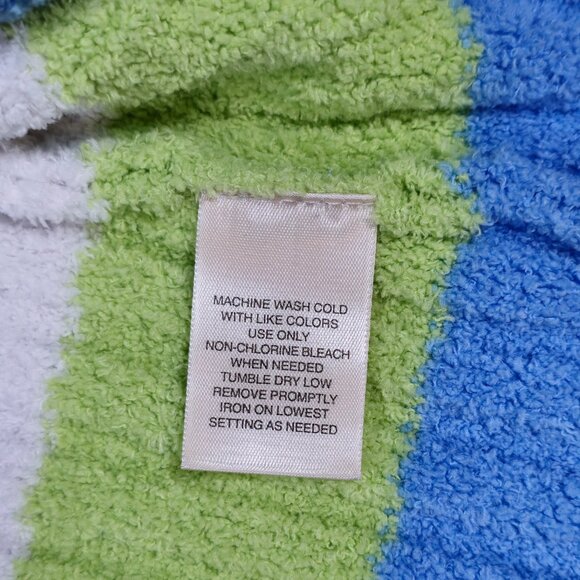 MACHINE WASH COLD
WITH LIKE COLORS
USE ONLY
NON-CHLORINE BLEACH
WHEN NEEDED
TUMBLE DRY LOW
REMOVE PROMPTLY
IRON ON LOWEST
SETTING AS NEEDED